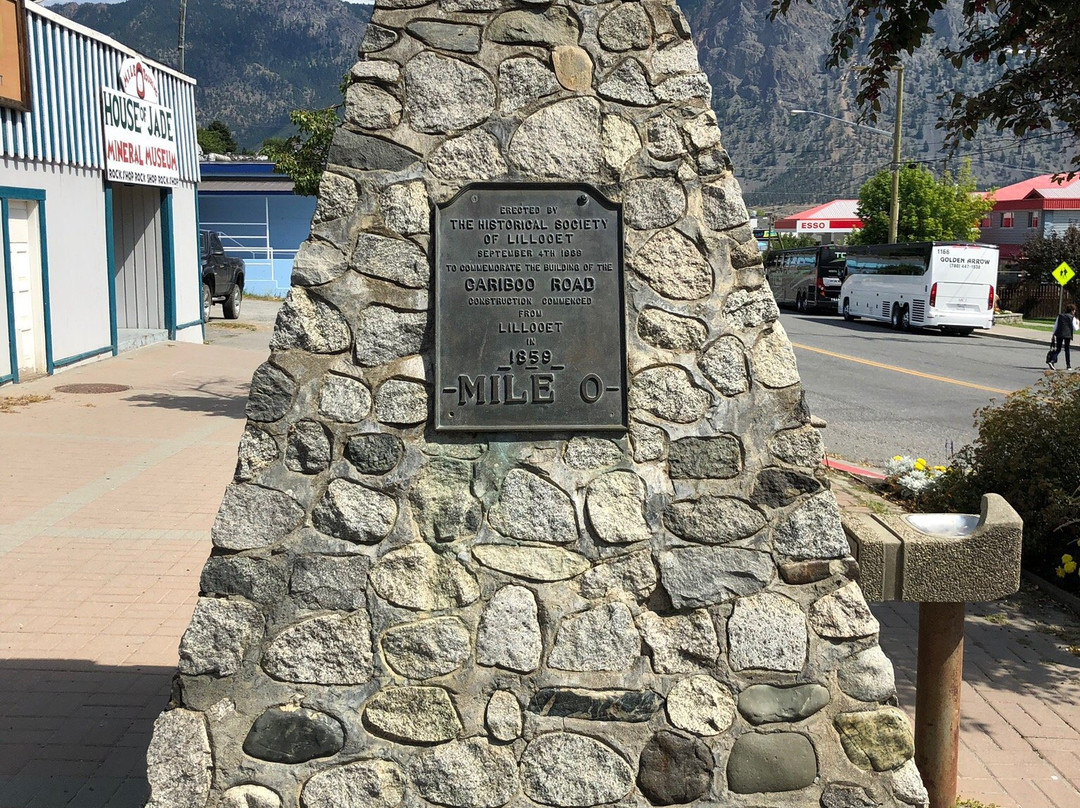 HOUSE OF JADE
MINERAL MUSEUM
ROCK SHOP ROCK SHOP ROCK SHOP
ERECTED BY
THE HISTORICAL SOCIETY
OF LILLOOET
SEPTEMBER 4TH 1939
TO COMMEMORATE THE BUILDING OF THE
CARIBOO ROAD
CONSTRUCTION COMMENCED
FROM
LILLOOET
IN
1858
-MILE 0-
ESSO
1166
GOLDEN ARROW